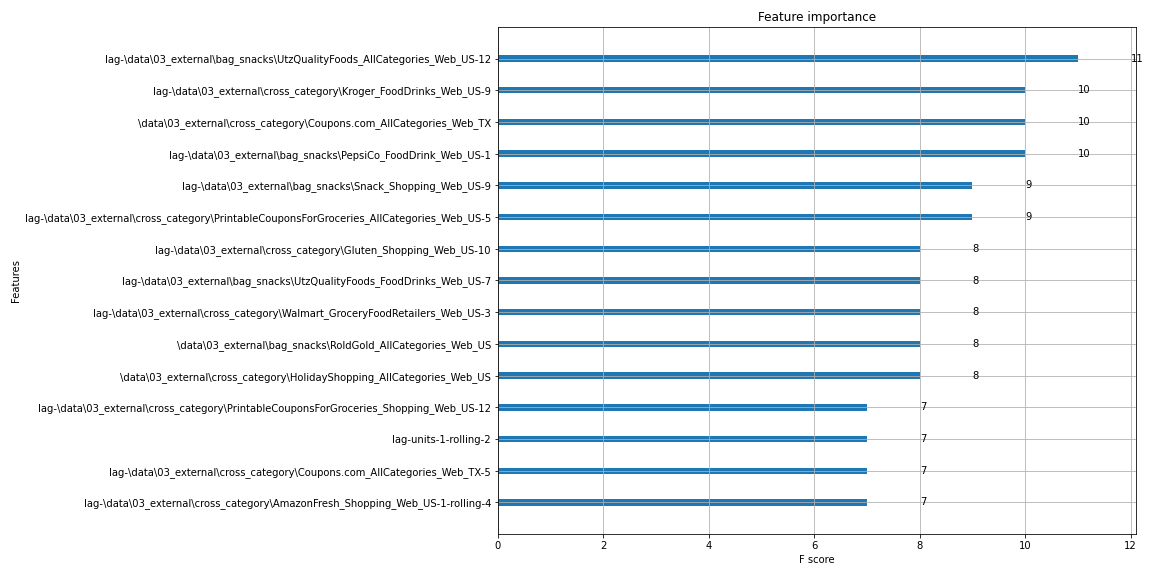 Feature importance
lag-\data\03_external\bag_snacks\UtzQualityFoods_AllCategories_Web_US-12
11
lag-\data\03_external\cross_category\Kroger_FoodDrinks_Web_US-9
10
\data\03_external\cross_category\Coupons.com_AllCategories_Web_TX
10
lag-\data\03_external\bag_snacks\PepsiCo_FoodDrink_Web_US-1
10
lag-\data\03_external\bag_snacks\Snack_Shopping_Web_US-9
9
lag-\data\03_external\cross_category\PrintableCouponsForGroceries_AllCategories_Web_US-5
9
lag-\data\03_external\cross_category\Gluten_Shopping_Web_US-10
8
lag-\data\03_external\bag_snacks\UtzQualityFoods_FoodDrinks_Web_US-7
8
lag-\data\03_external\cross_category\Walmart_GroceryFoodRetailers_Web_US-3
8
\data\03_external\bag_snacks\RoldGold_AllCategories_Web_US
8
\data\03_external\cross_category\HolidayShopping_AllCategories_Web_US
8
lag-\data\03_external\cross_category\PrintableCouponsForGroceries_Shopping_Web_US-12
7
lag-units-1-rolling-2
7
lag-\data\03_external\cross_category\Coupons.com_AllCategories_Web_TX-5
7
lag-\data\03_external\cross_category\AmazonFresh_Shopping_Web_US-1-rolling-4
7
Features
0 2 4 6 8 10 12
F score